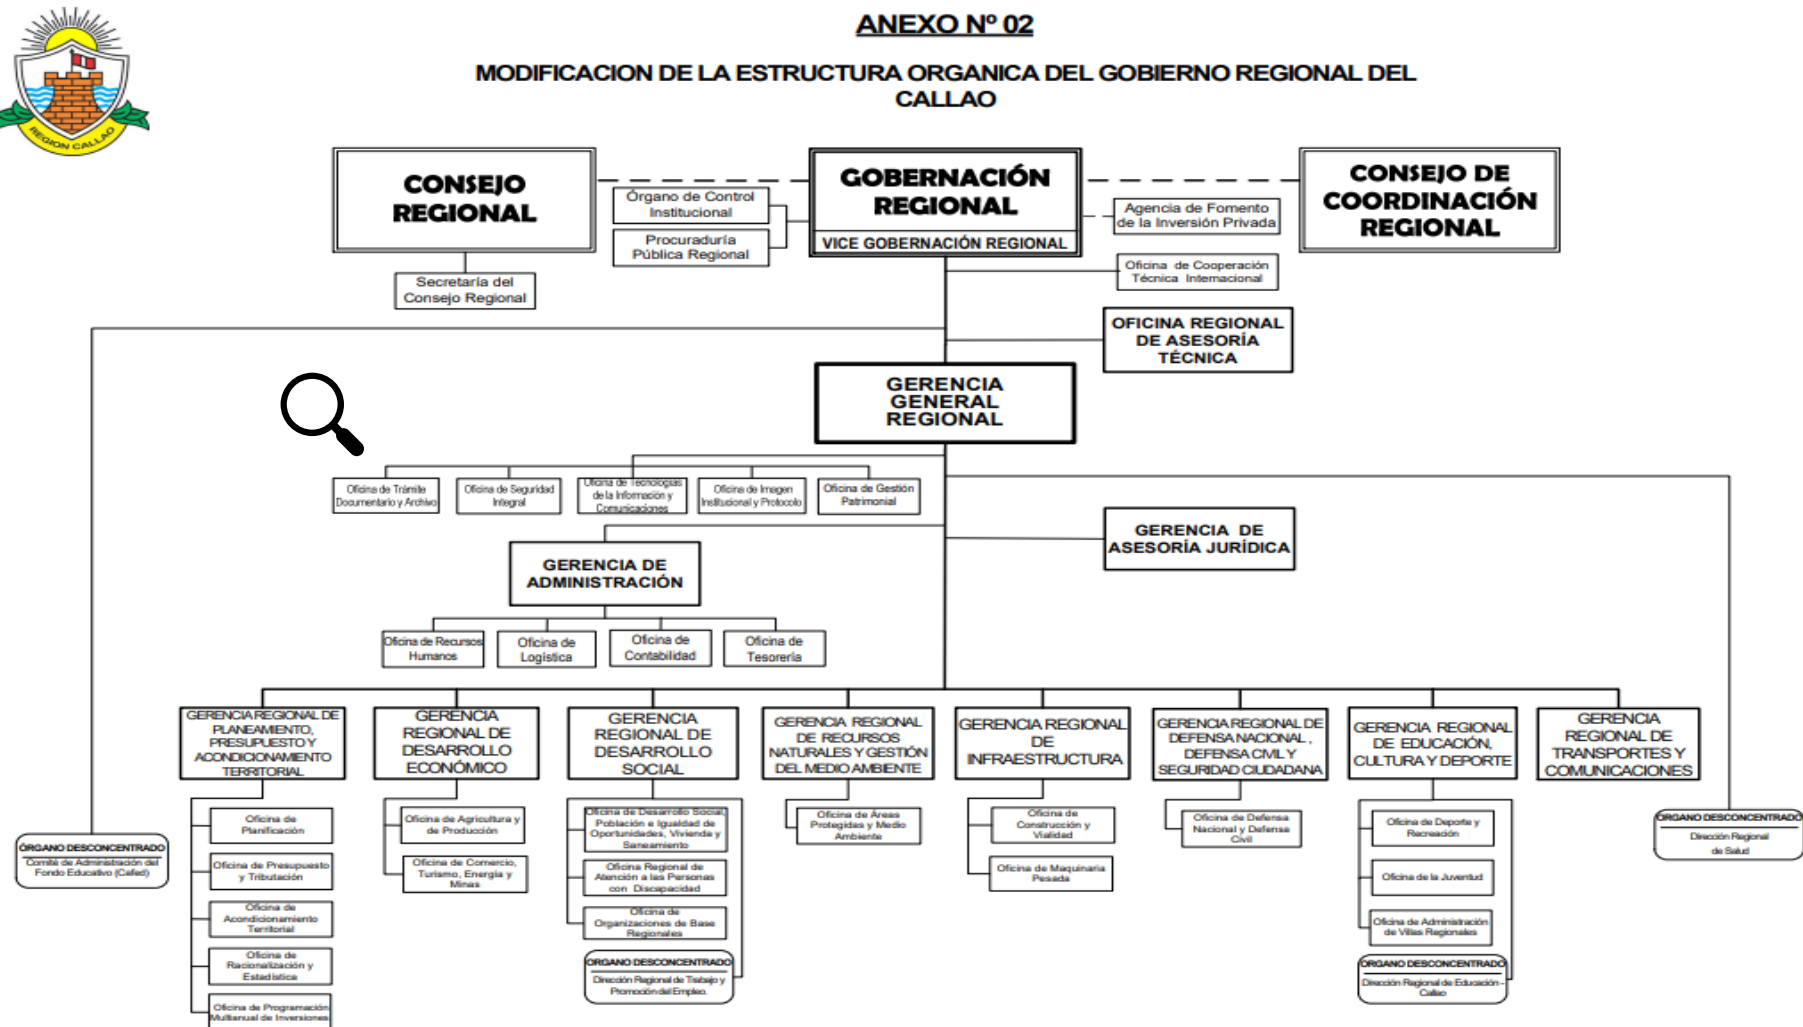 ANEXO Nº 02
MODIFICACION DE LA ESTRUCTURA ORGANICA DEL GOBIERNO REGIONAL DEL
CALLAO
REGION CALLAO
CONSEJO
REGIONAL
Órgano de Control
Institucional
Procuraduría
Pública Regional
GOBERNACIÓN
REGIONAL
VICE GOBERNACIÓN REGIONAL
Agencia de Fomento
de la Inversión Privada
CONSEJO DE
COORDINACIÓN
REGIONAL
Secretaría del
Consejo Regional
Oficina de Cooperación
Técnica Internacional
OFICINA REGIONAL
DE ASESORÍA
TÉCNICA
GERENCIA
GENERAL
REGIONAL
Oficina de Trámite
Documentario y Archivo
Oficina de Seguridad
Integral
Oficina de Tecnologías
de la Información y
Comunicaciones
Oficina de Imagen
Institucional y Protocolo
Oficina de Gestión
Patrimonial
GERENCIA DE
ASESORÍA JURÍDICA
GERENCIA DE
ADMINISTRACIÓN
Oficina de Recursos
Humanos
Oficina de
Logística
Oficina de
Contabilidad
Oficina de
Tesorería
GERENCIA REGIONAL DE
PLANEAMIENTO,
PRESUPUESTO Y
ACONDICIONAMIENTO
TERRITORIAL
GERENCIA
REGIONAL DE
DESARROLLO
ECONÓMICO
GERENCIA
REGIONAL DE
DESARROLLO
SOCIAL
GERENCIA REGIONAL
DE RECURSOS
NATURALES Y GESTIÓN
DEL MEDIO AMBIENTE
GERENCIA REGIONAL
DE
INFRAESTRUCTURA
GERENCIA REGIONAL DE
DEFENSA NACIONAL ,
DEFENSA CIVIL Y
SEGURIDAD CIUDADANA
GERENCIA REGIONAL
DE EDUCACIÓN,
CULTURA Y DEPORTE
GERENCIA
REGIONAL DE
TRANSPORTES Y
COMUNICACIONES
ÓRGANO DESCONCENTRADO
Comité de Administración del
Fondo Educativo (Cafed)
Oficina de
Planificación
Oficina de Presupuesto
y Tributación
Oficina de
Acondicionamiento
Territorial
Oficina de
Racionalización y
Estadística
Oficina de Programación
Multianual de Inversiones
Oficina de Agricultura y
de Producción
Oficina de Comercio,
Turismo, Energía y
Minas
Oficina de Desarrollo Social,
Población e Igualdad de
Oportunidades, Vivienda y
Saneamiento
Oficina Regional de
Atención a las Personas
con Discapacidad
Oficina de
Organizaciones de Base
Regionales
ORGANO DESCONCENTRADO
Dirección Regional de Trabajo y
Promoción del Empleo.
Oficina de Áreas
Protegidas y Medio
Ambiente
Oficina de
Construcción y
Vialidad
Oficina de Maquinaria
Pesada
Oficina de Defensa
Nacional y Defensa
Civil
Oficina de Deporte y
Recreación
Oficina de la Juventud
Oficina de Administración
de Villas Regionales
ORGANO DESCONCENTRADO
Dirección Regional de Educación -
Callao
ÓRGANO DESCONCENTRADO
Dirección Regional
de Salud